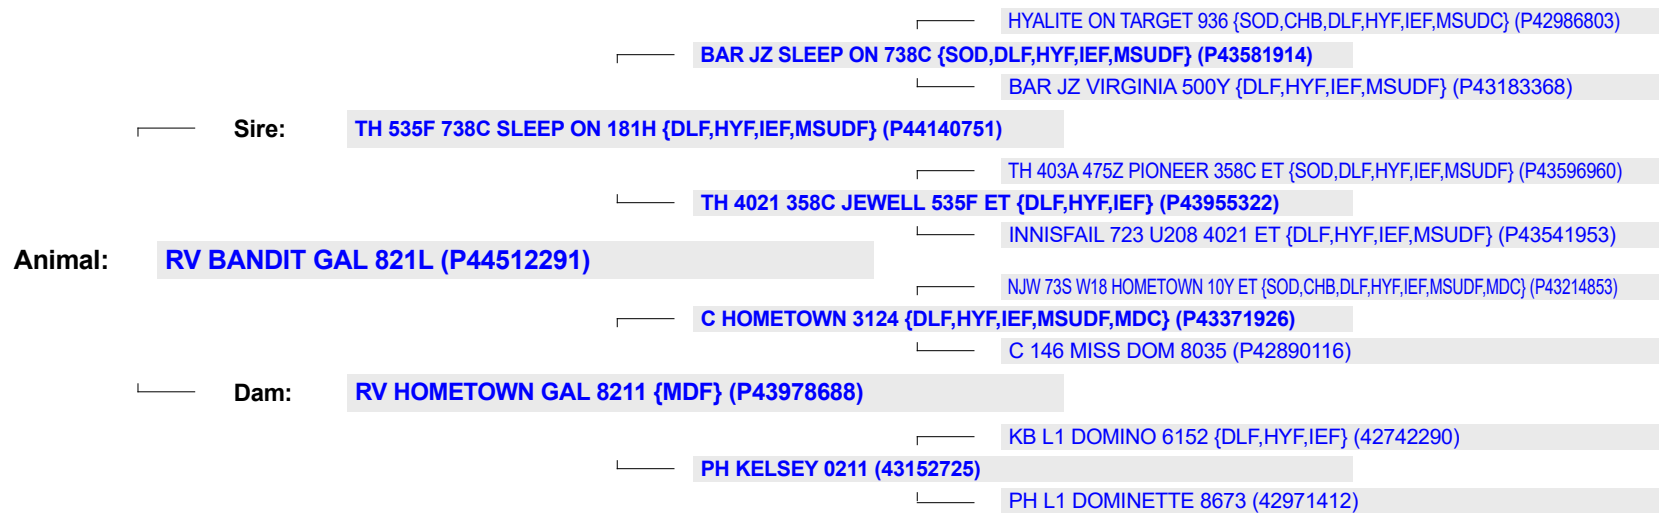 HYALITE ON TARGET 936 {SOD,CHB,DLF,HYF,IEF,MSUDC} (P42986803)
BAR JZ SLEEP ON 738C {SOD,DLF,HYF,IEF,MSUDF} (P43581914)
BAR JZ VIRGINIA 500Y {DLF,HYF,IEF,MSUDF} (P43183368)
Sire: TH 535F 738C SLEEP ON 181H {DLF,HYF,IEF,MSUDF} (P44140751)
TH 403A 475Z PIONEER 358C ET {SOD,DLF,HYF,IEF,MSUDF} (P43596960)
TH 4021 358C JEWELL 535F ET {DLF,HYF,IEF} (P43955322)
INNISFAIL 723 U208 4021 ET {DLF,HYF,IEF,MSUDF} (P43541953)
Animal: RV BANDIT GAL 821L (P44512291)
NJW 73S W18 HOMETOWN 10Y ET {SOD,CHB,DLF,HYF,IEF,MSUDF,MDC} (P43214853)
C HOMETOWN 3124 {DLF,HYF,IEF,MSUDF,MDC} (P43371926)
C 146 MISS DOM 8035 (P42890116)
Dam: RV HOMETOWN GAL 8211 {MDF} (P43978688)
KB L1 DOMINO 6152 {DLF,HYF,IEF} (42742290)
PH KELSEY 0211 (43152725)
PH L1 DOMINETTE 8673 (42971412)